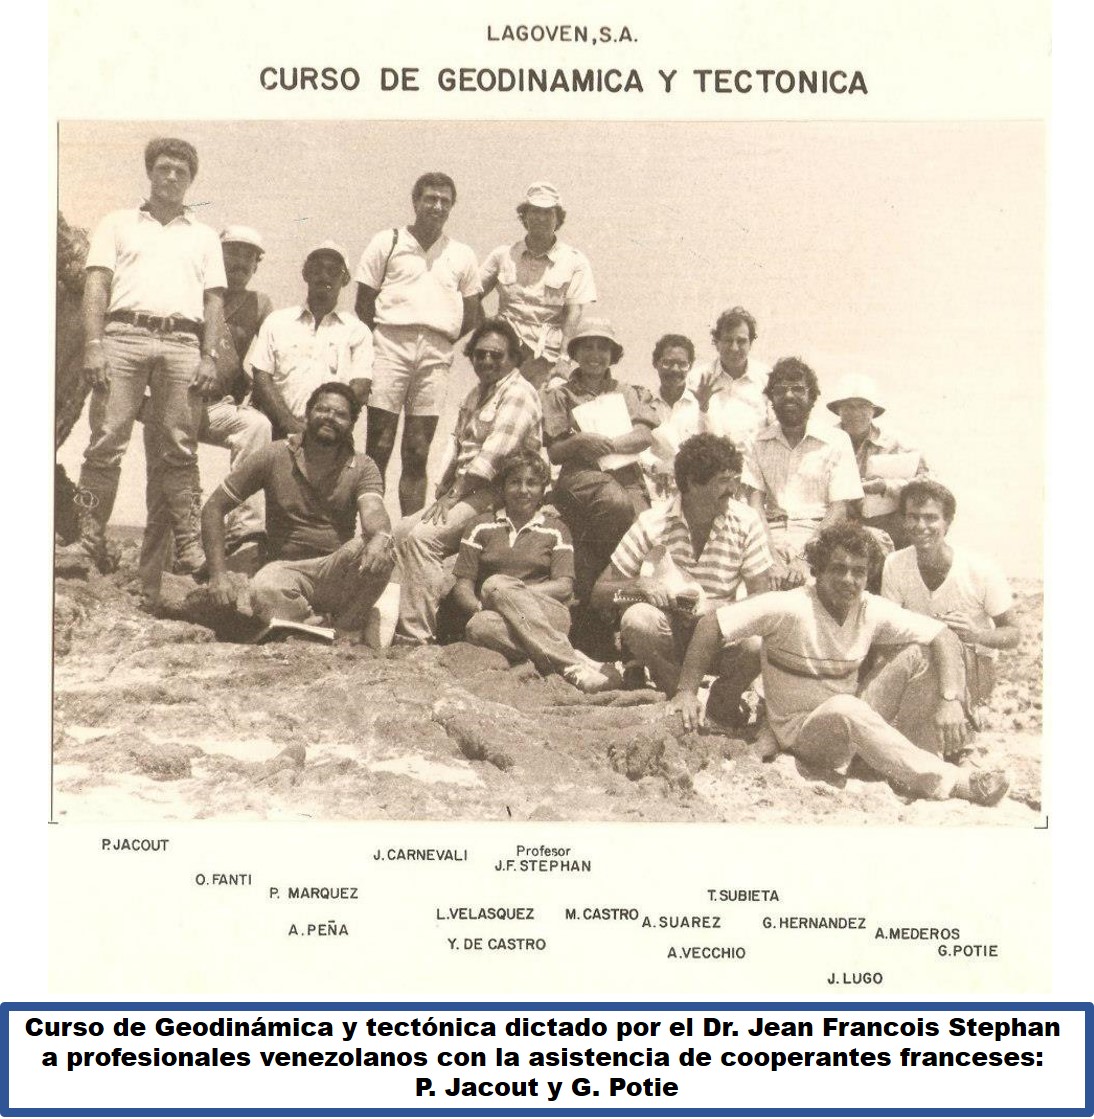 LAGOVEN, S.A.
CURSO DE GEODINAMICA Y TECTONICA
P. JACOUT
J. CARNEVALI
Profesor
J.F. STEPHAN
O. FANTI
P. MARQUEZ
T. SUBIETA
L. VELASQUEZ
M. CASTRO
A. SUAREZ
G. HERNANDEZ
A. PEÑA
A. MEDEROS
Y. DE CASTRO
A. VECCHIO
G. POTIE
J. LUGO
Curso de Geodinámica y tectónica dictado por el Dr. Jean Francois Stephan
a profesionales venezolanos con la asistencia de cooperantes franceses:
P. Jacout y G. Potie